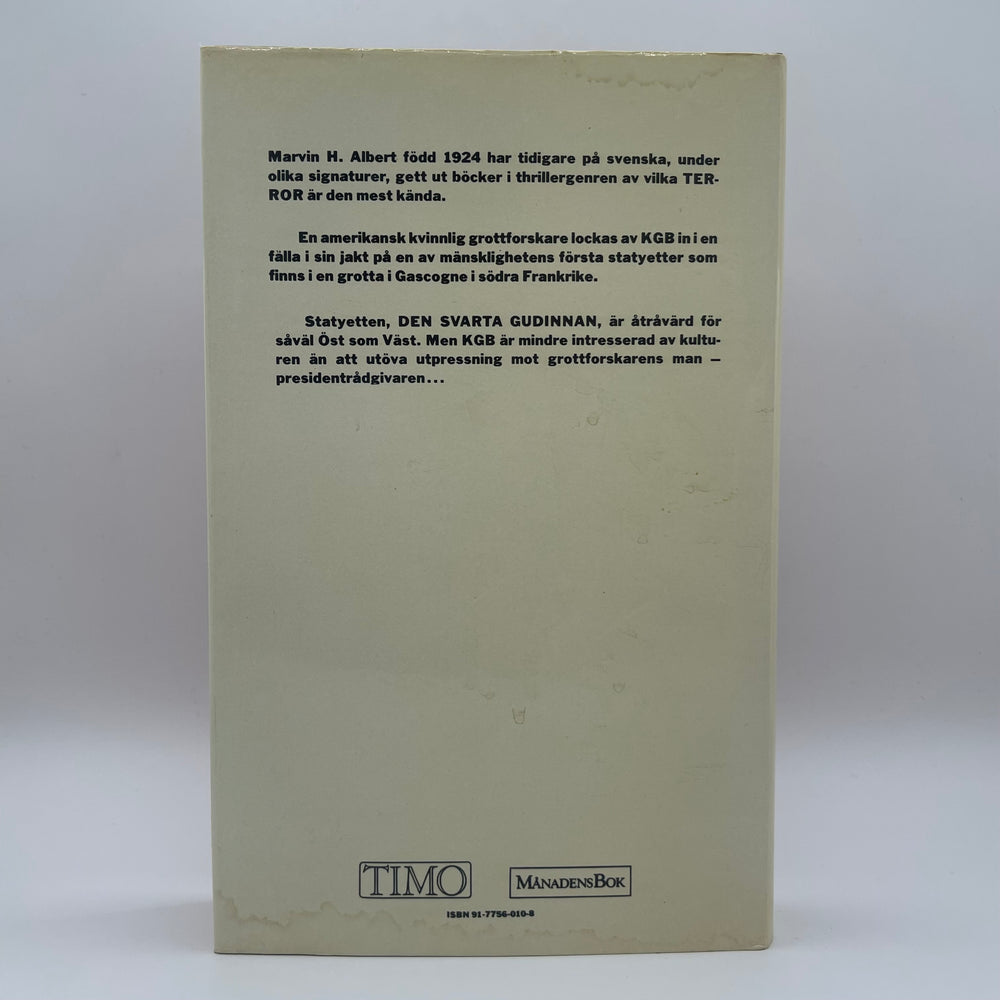 Marvin H. Albert född 1924 har tidigare på svenska, under
olika signaturer, gett ut böcker i thrillergenren av vilka TER-
ROR är den mest kända.
En amerikansk kvinnlig grottforskare lockas av KGB in i en
fälla i sin jakt på en av mänsklighetens första statyetter som
finns i en grotta i Gascogne i södra Frankrike.
Statyetten, DEN SVARTA GUDINNAN, är åtråvärd för
såväl Öst som Väst. Men KGB är mindre intresserad av kultu-
ren än att utöva utpressning mot grottforskarens man –
presidentrådgivaren...
TIMO
MÅNADENSBOK
ISBN 91-7756-010-8